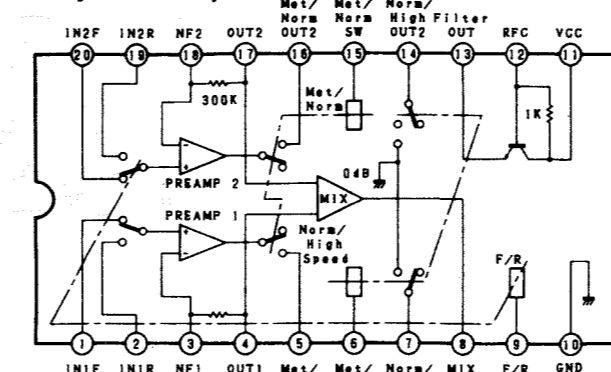 Met/ Met/ Norm/
Norm Norm High Filter
IN2F IN2R NF2 OUT2 OUT2 SW OUT2 OUT RFC VCC
20 19 18 17 16 15 14 13 12 11
300K
Met/
Norm
1K
PREAMP 2
0dB
MIX
PREAMP 1
Norm/
High
Speed
F/R
1 2 3 4 5 6 7 8 9 10
IN1F IN1R NF1 OUT1 Met/ Met/ Norm/ MIX F/R GND